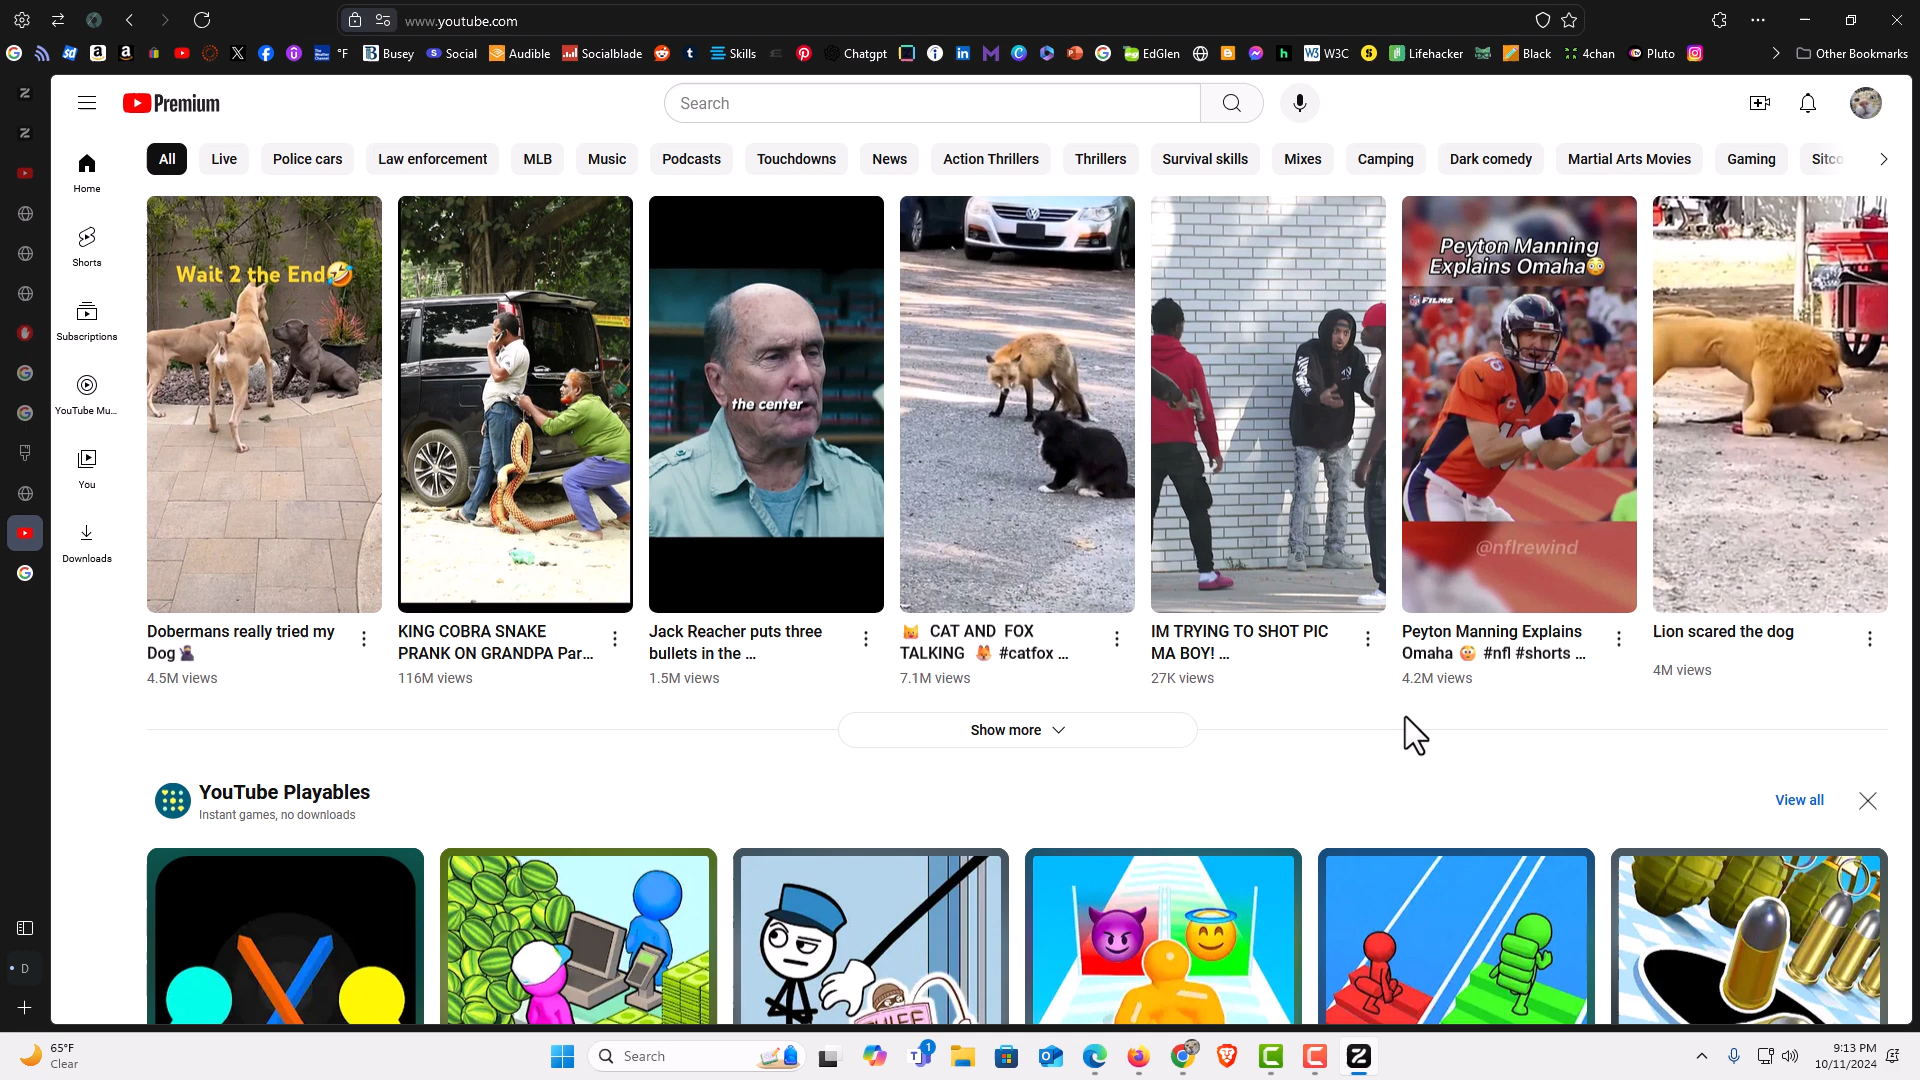 www.youtube.com
°F
Busey
Social
Audible
Socialblade
Skills
Chatgpt
EdGlen
W3C
Lifehacker
Black
4chan
Pluto
Other Bookmarks
Premium
Search
All
Live
Police cars
Law enforcement
MLB
Music
Podcasts
Touchdowns
News
Action Thrillers
Thrillers
Survival skills
Mixes
Camping
Dark comedy
Martial Arts Movies
Gaming
Sitco
Home
Shorts
Subscriptions
YouTube Mu...
You
Downloads
Wait 2 the End🤣
the center
Peyton Manning
Explains Omaha😳
FILMS
@nflrewind
Dobermans really tried my
Dog
4.5M views
KING COBRA SNAKE
PRANK ON GRANDPA Par...
116M views
Jack Reacher puts three
bullets in the ...
1.5M views
CAT AND FOX
TALKING 🦊 #catfox ...
7.1M views
IM TRYING TO SHOT PIC
MA BOY! ...
27K views
Peyton Manning Explains
Omaha 😳 #nfl #shorts ...
4.2M views
Lion scared the dog
4M views
Show more
YouTube Playables
Instant games, no downloads
View all
THIEF
D
65°F
Clear
Search
1
9:13 PM
10/11/2024